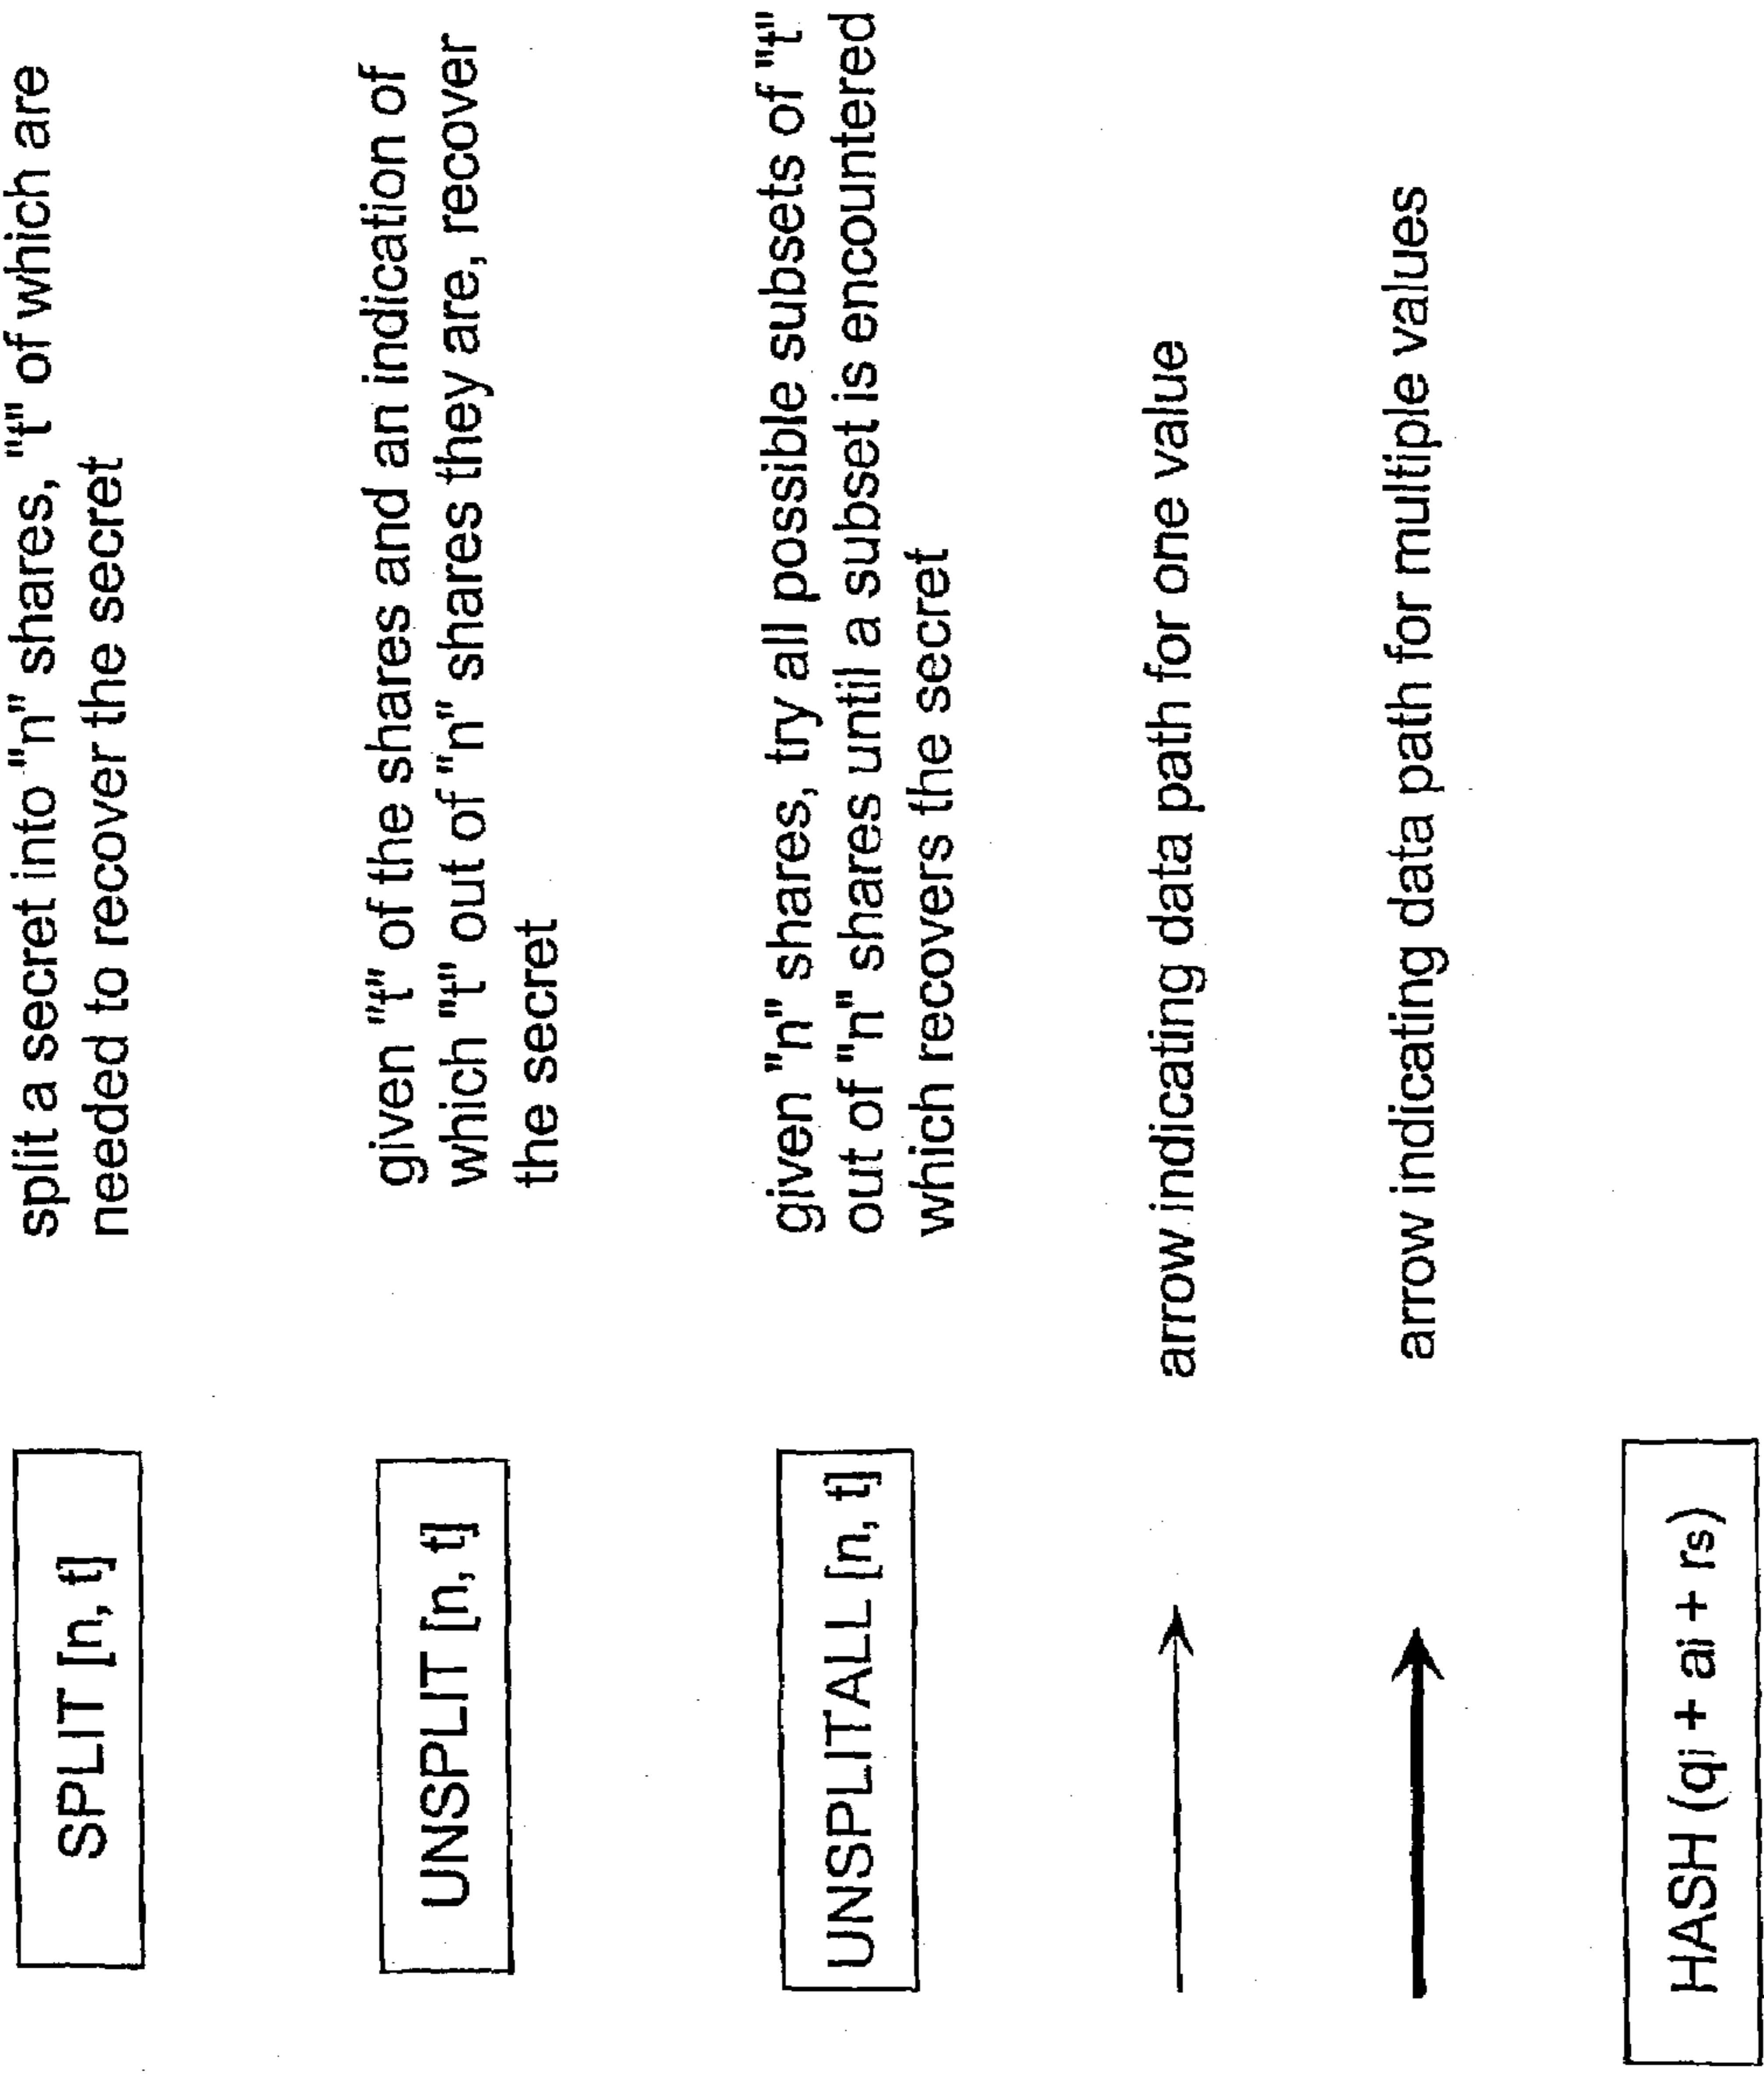 SPLIT [n, t]
split a secret into "n" shares, "t" of which are
needed to recover the secret
UNSPLIT [n, t]
given "t" of the shares and an indication of
which "t" out of "n" shares they are, recover
the secret
UNSPLITALL [n, t]
given "n" shares, try all possible subsets of "t"
out of "n" shares until a subset is encountered
which recovers the secret
arrow indicating data path for one value
arrow indicating data path for multiple values
HASH (qi + ai + rs)